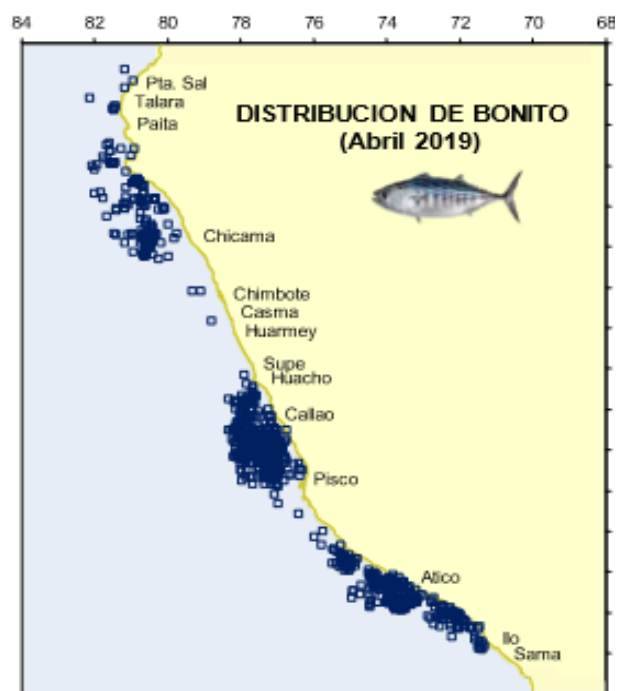 84 82 80 78 76 74 72 70 68
Pta. Sal
Talara
DISTRIBUCION DE BONITO
Paita
(Abril 2019)
Chicama
Chimbote
Casma
Huarmey
Supe
Huacho
Callao
Pisco
Atico
Ilo
Sama